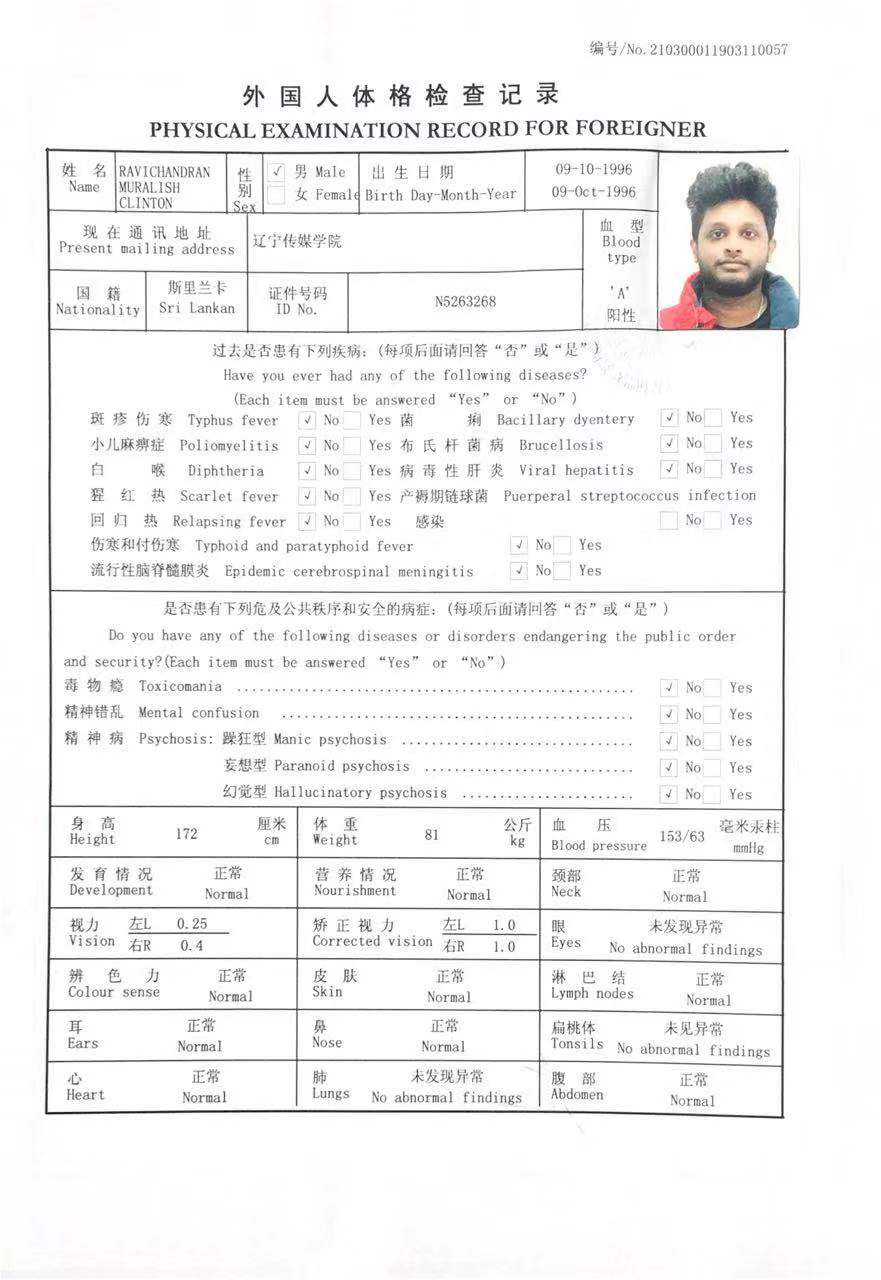 编号/No. 210300011903110057
外国人体格检查记录
PHYSICAL EXAMINATION RECORD FOR FOREIGNER
姓 名 Name RAVICHANDRAN MURALISH CLINTON 性别 Sex √ 男 Male 女 Female 出生日期 Birth Day-Month-Year 09-10-1996 09-Oct-1996
现在通讯地址 Present mailing address 辽宁传媒学院 血 型 Blood type 'A' 阳性
国 籍 Nationality 斯里兰卡 Sri Lankan 证件号码 ID No. N5263268
过去是否患有下列疾病：(每项后面请回答“否”或“是”)
Have you ever had any of the following diseases?
(Each item must be answered “Yes” or “No”)
斑疹伤寒 Typhus fever √ No Yes 菌 痢 Bacillary dyentery √ No Yes
小儿麻痹症 Poliomyelitis √ No Yes 布氏杆菌病 Brucellosis √ No Yes
白 喉 Diphtheria √ No Yes 病毒性肝炎 Viral hepatitis √ No Yes
猩 红 热 Scarlet fever √ No Yes 产褥期链球菌 Puerperal streptococcus infection
回 归 热 Relapsing fever √ No Yes 感染 No Yes
伤寒和付伤寒 Typhoid and paratyphoid fever √ No Yes
流行性脑脊髓膜炎 Epidemic cerebrospinal meningitis √ No Yes
是否患有下列危及公共秩序和安全的病症：(每项后面请回答“否”或“是”)
Do you have any of the following diseases or disorders endangering the public order
and security?(Each item must be answered “Yes” or “No”)
毒 物 瘾 Toxicomania .................................................. √ No Yes
精神错乱 Mental confusion ............................................. √ No Yes
精 神 病 Psychosis: 躁狂型 Manic psychosis .............................. √ No Yes
妄想型 Paranoid psychosis ........................... √ No Yes
幻觉型 Hallucinatory psychosis ...................... √ No Yes
身 高 Height 172 厘米 cm 体 重 Weight 81 公斤 kg 血 压 Blood pressure 153/63 毫米汞柱 mmHg
发育情况 Development 正常 Normal 营养情况 Nourishment 正常 Normal 颈部 Neck 正常 Normal
视力 Vision 左L 0.25 右R 0.4 矫正视力 Corrected vision 左L 1.0 右R 1.0 眼 Eyes 未发现异常 No abnormal findings
辨 色 力 Colour sense 正常 Normal 皮 肤 Skin 正常 Normal 淋 巴 结 Lymph nodes 正常 Normal
耳 Ears 正常 Normal 鼻 Nose 正常 Normal 扁桃体 Tonsils 未见异常 No abnormal findings
心 Heart 正常 Normal 肺 Lungs 未发现异常 No abnormal findings 腹 部 Abdomen 正常 Normal